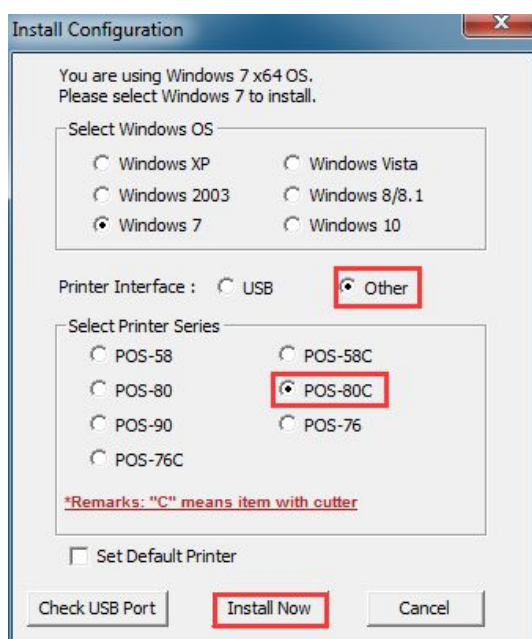 Install Configuration
You are using Windows 7 x64 OS.
Please select Windows 7 to install.
Select Windows OS
Windows XP Windows Vista
Windows 2003 Windows 8/8.1
Windows 7 Windows 10
Printer Interface : USB Other
Select Printer Series
POS-58 POS-58C
POS-80 POS-80C
POS-90 POS-76
POS-76C
*Remarks: "C" means item with cutter
Set Default Printer
Check USB Port Install Now Cancel